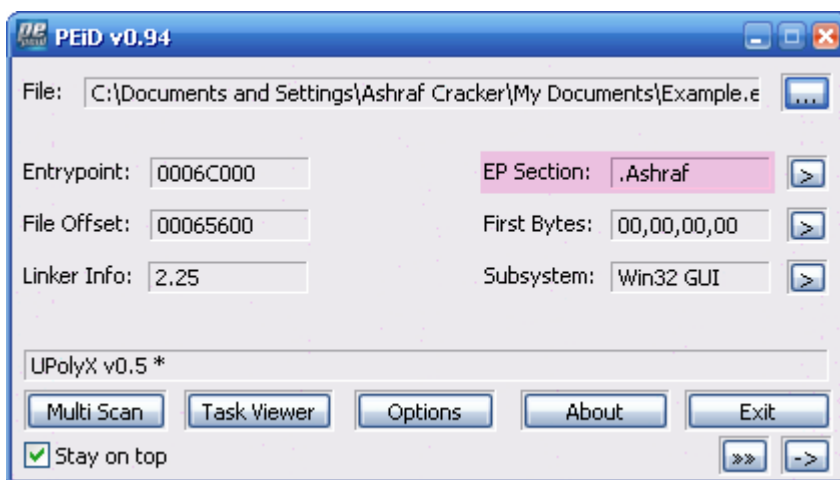 PEiD v0.94
File: C:\Documents and Settings\Ashraf Cracker\My Documents\Example.e ...
Entrypoint: 0006C000 EP Section: .Ashraf >
File Offset: 00065600 First Bytes: 00,00,00,00 >
Linker Info: 2.25 Subsystem: Win32 GUI >
UPolyX v0.5 *
Multi Scan Task Viewer Options About Exit
Stay on top »» ->